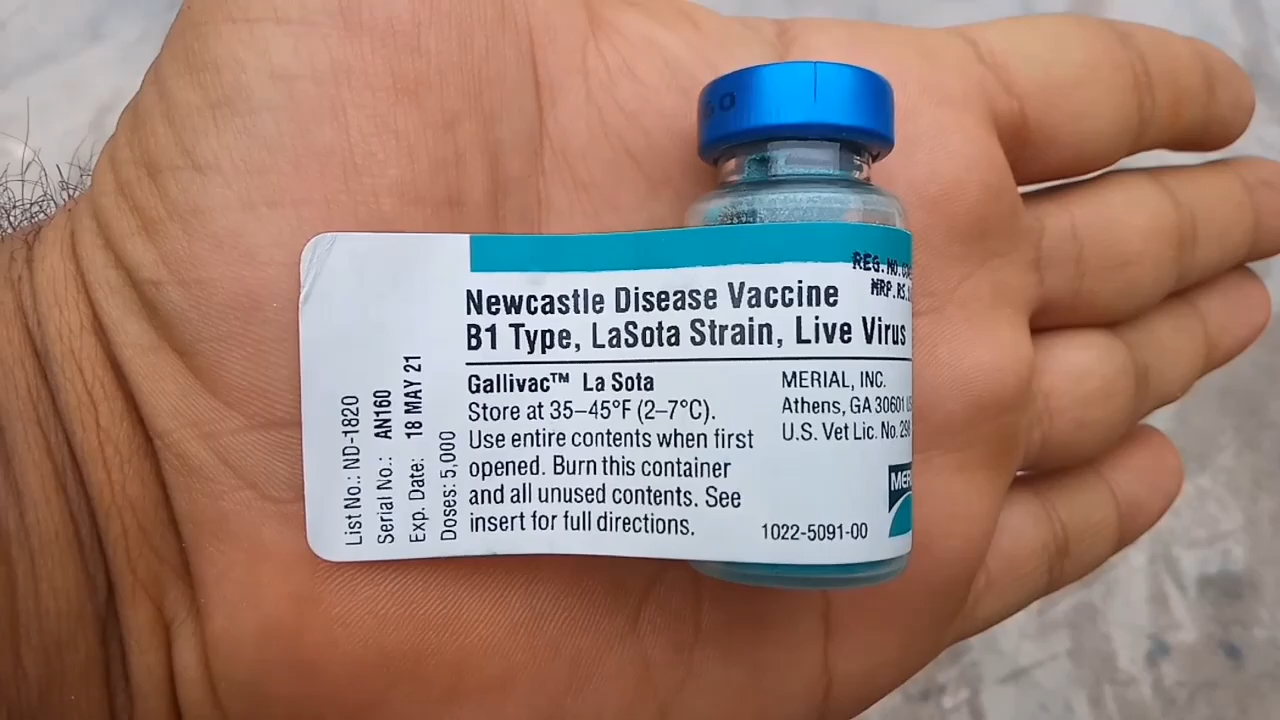 60
REG.NO.
MRP.RS.
Newcastle Disease Vaccine
B1 Type, LaSota Strain, Live Virus
Gallivac™ La Sota
Store at 35–45°F (2–7°C).
Use entire contents when first
opened. Burn this container
and all unused contents. See
insert for full directions.
MERIAL, INC.
Athens, GA 30601
U.S. Vet Lic. No.
1022-5091-00
List No.: ND-1820
Serial No.: AN160
Exp. Date: 18 MAY 21
Doses: 5,000